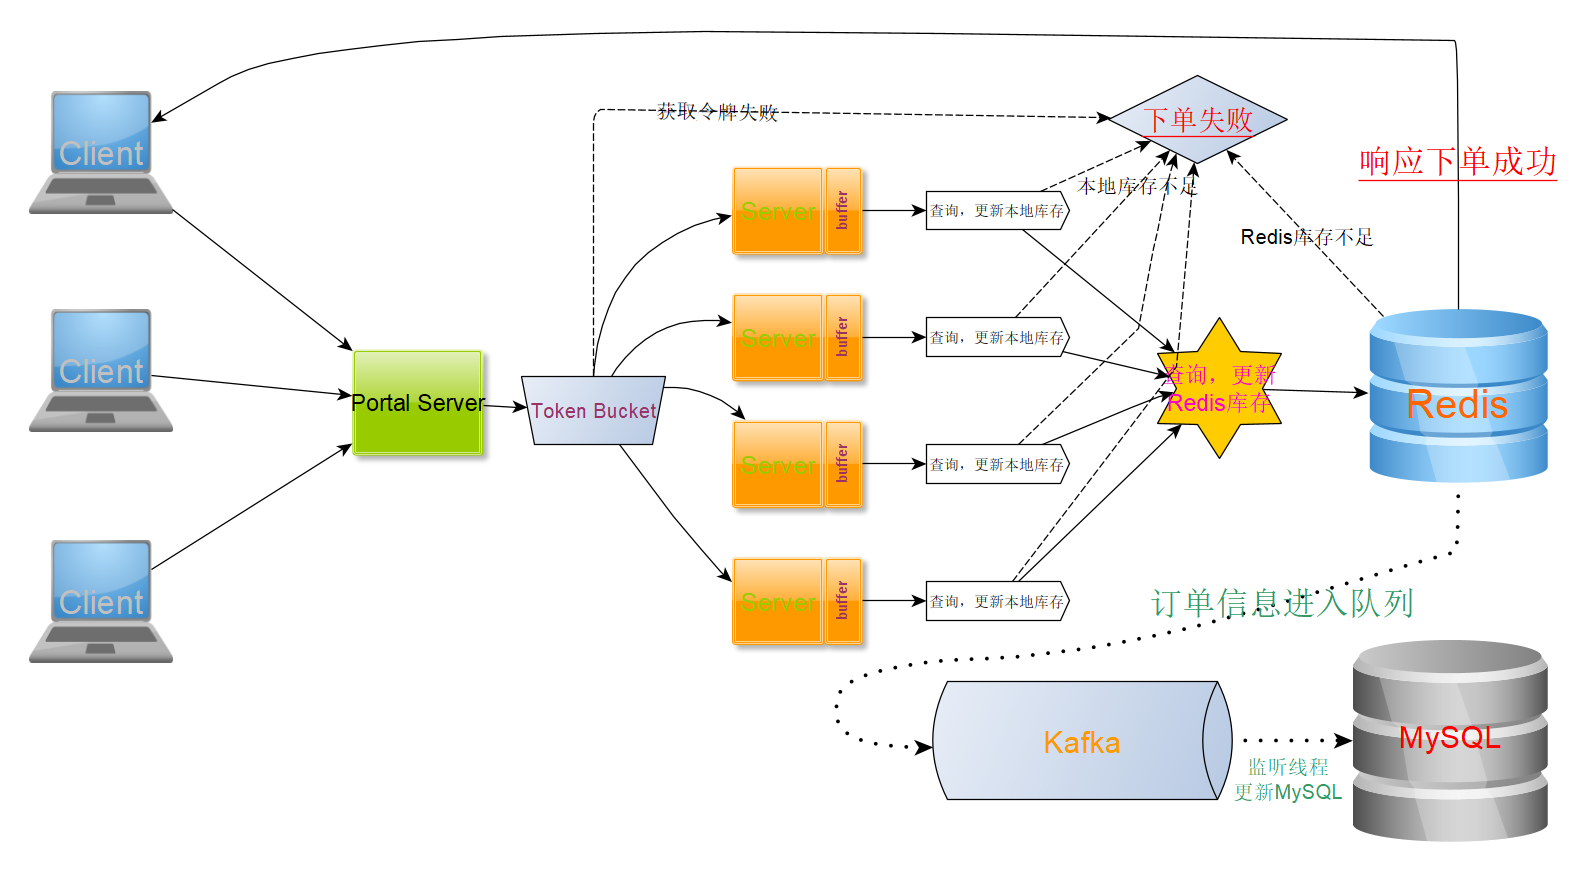 获取令牌失败
下单失败
Client
响应下单成功
本地库存不足
Server
buffer
查询，更新本地库存
Redis库存不足
Server
buffer
查询，更新本地库存
Client
查询，更新
Redis库存
Portal Server
Token Bucket
Redis
Server
buffer
查询，更新本地库存
Client
Server
buffer
查询，更新本地库存
订单信息进入队列
Kafka
MySQL
监听线程
更新MySQL